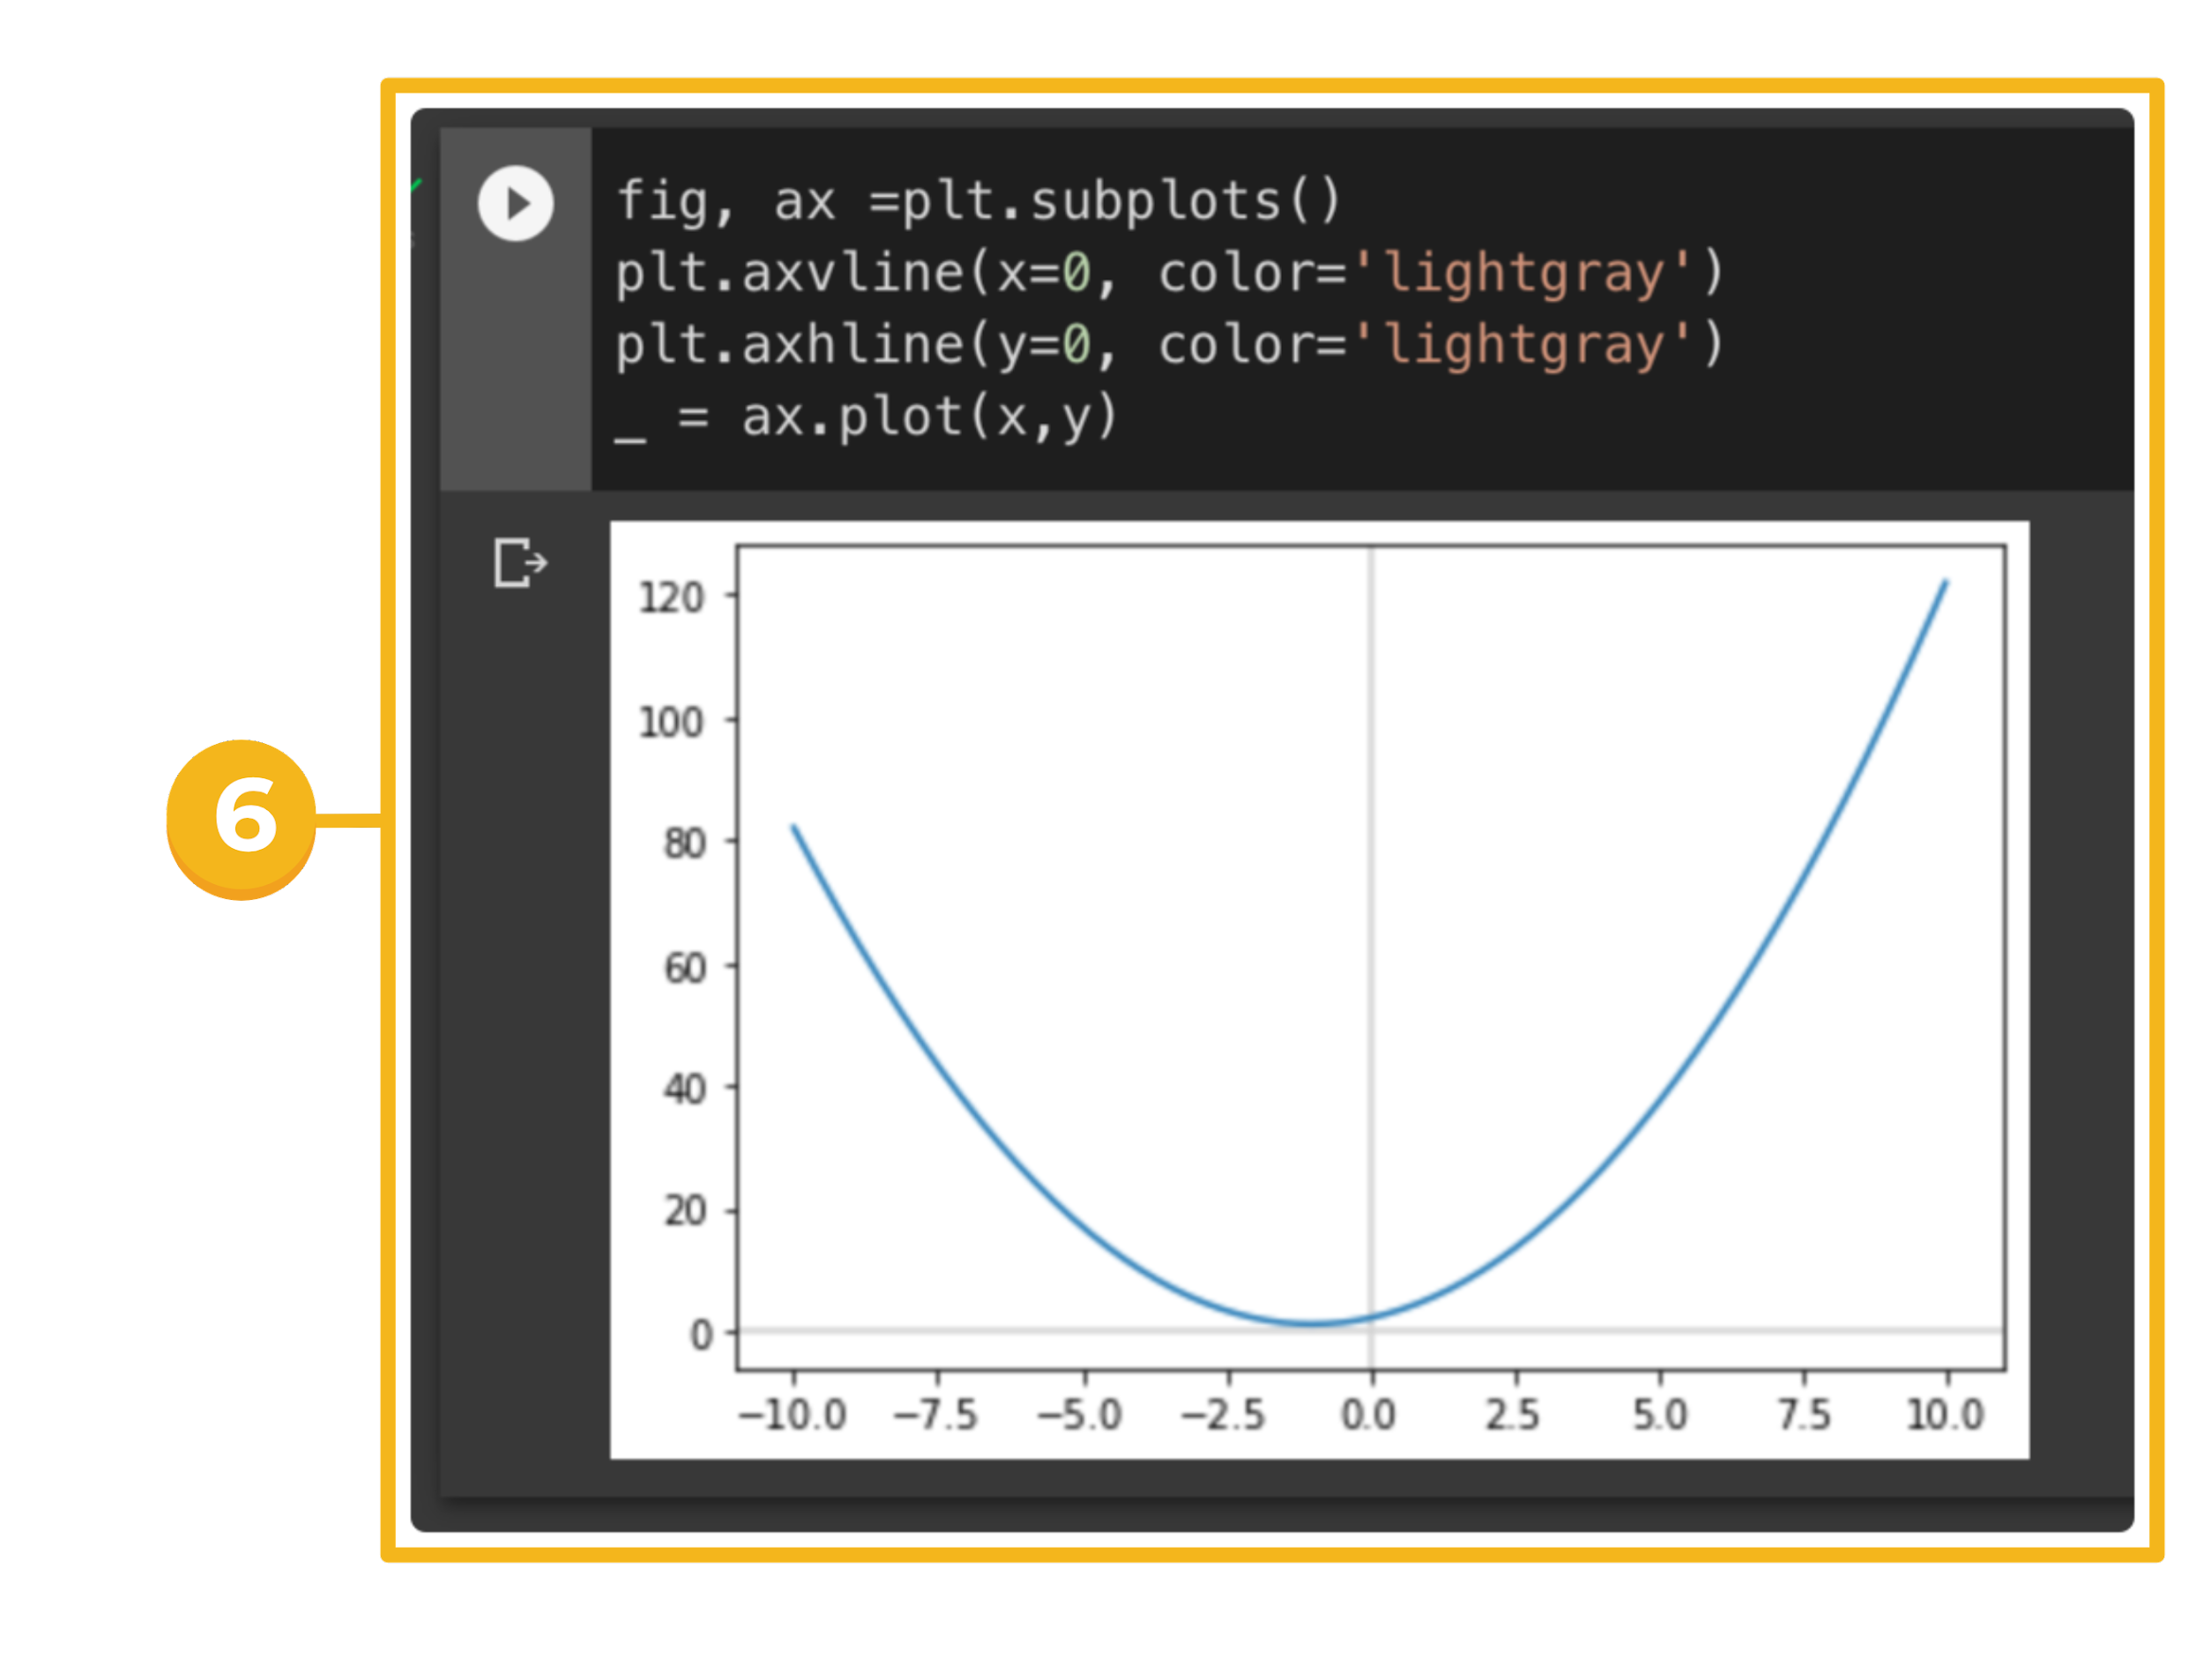 fig, ax =plt.subplots()
plt.axvline(x=0, color='lightgray')
plt.axhline(y=0, color='lightgray')
_ = ax.plot(x,y)
120
100
80
6
60
40
20
0
−10.0 −7.5 −5.0 −2.5 0.0 2.5 5.0 7.5 10.0